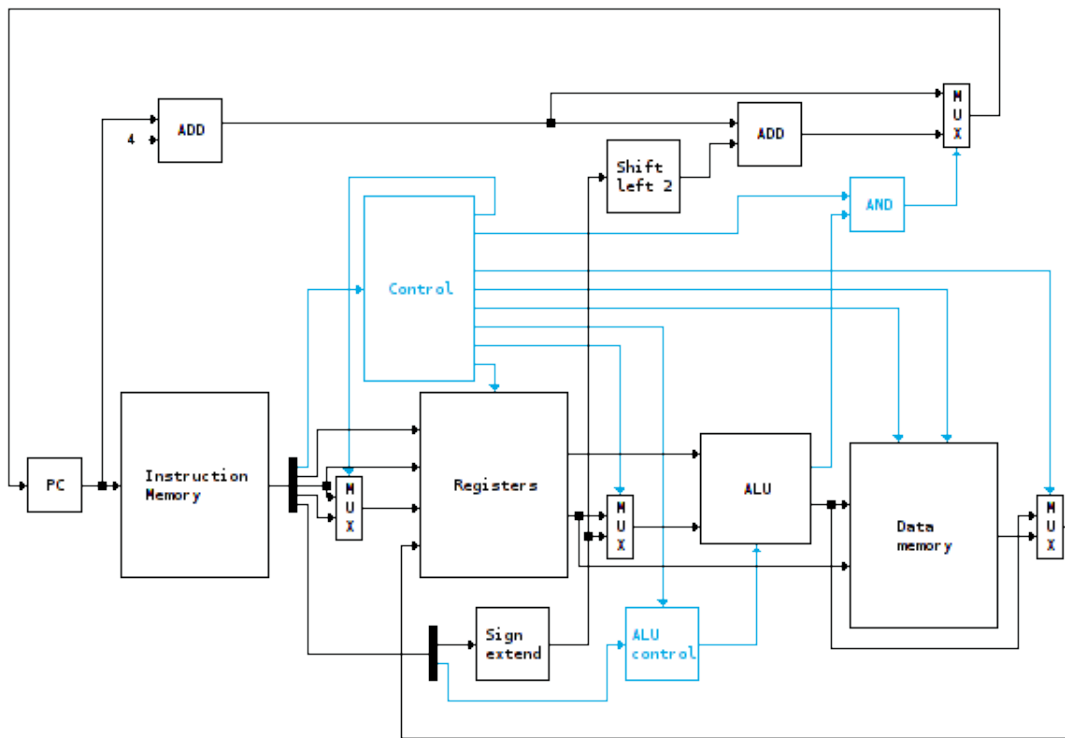 M
U
X
ADD
4
ADD
Shift
left 2
AND
Control
Instruction
Memory
PC
M
U
X
Registers
M
U
X
ALU
Data
memory
M
U
X
Sign
extend
ALU
control